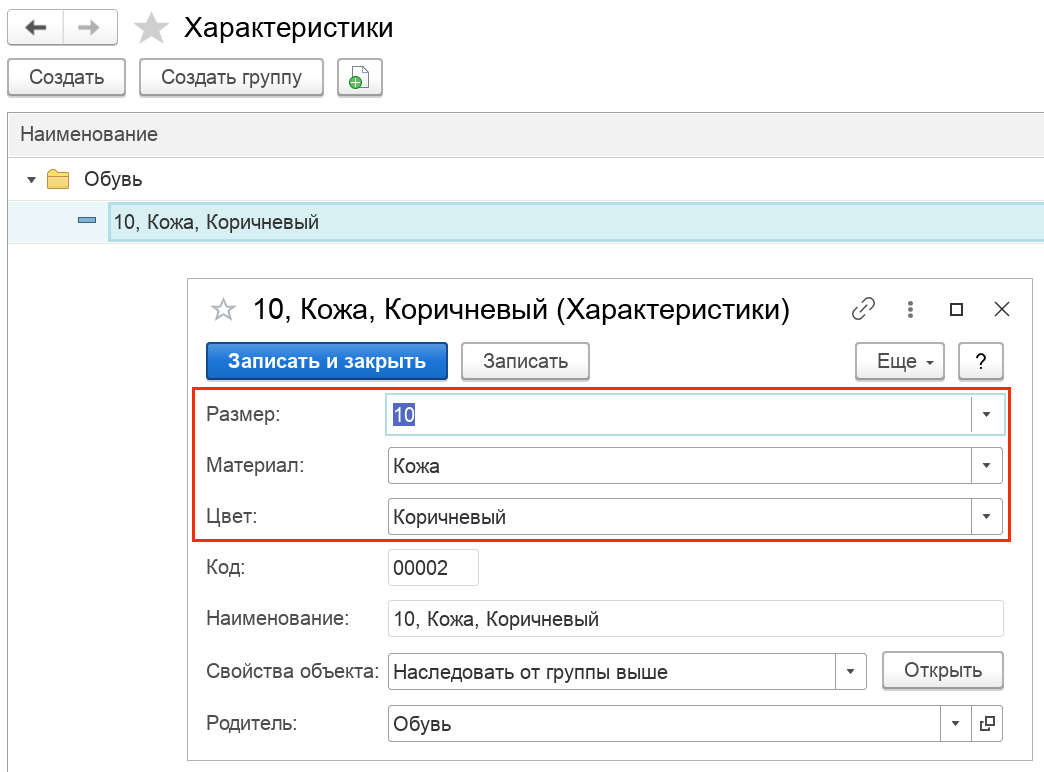 Характеристики
Создать Создать группу
Наименование
Обувь
10, Кожа, Коричневый
10, Кожа, Коричневый (Характеристики)
Записать и закрыть Записать Еще ?
Размер: 10
Материал: Кожа
Цвет: Коричневый
Код: 00002
Наименование: 10, Кожа, Коричневый
Свойства объекта: Наследовать от группы выше Открыть
Родитель: Обувь